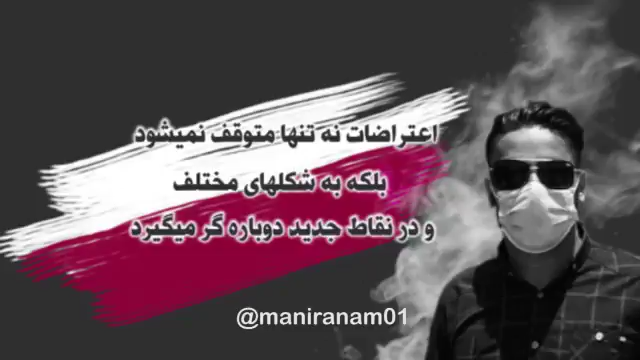 اعتراضات نه تنها متوقف نمیشود
بلکه به شکلهای مختلف
و در نقاط جدید دوباره گر میگیرد
@maniranam01